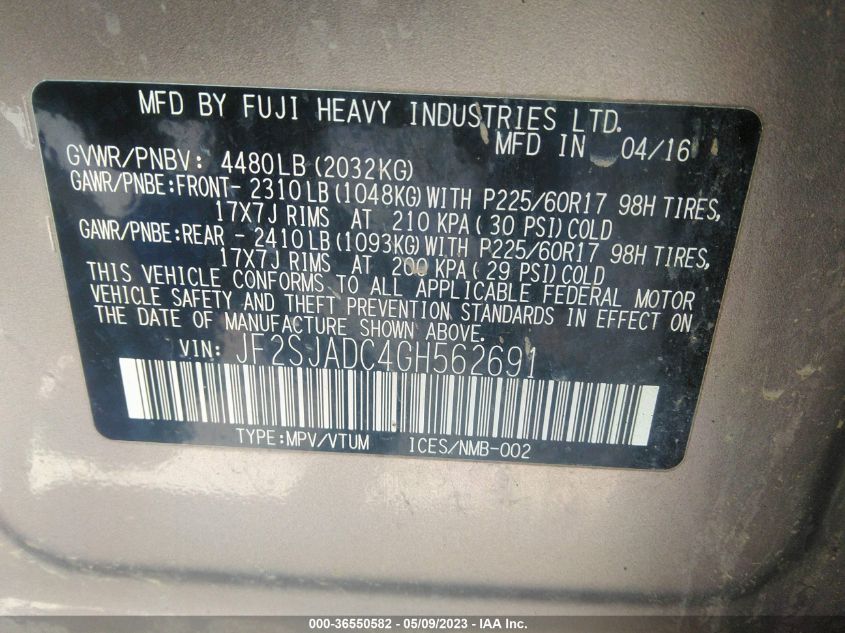 MFD BY FUJI HEAVY INDUSTRIES LTD.
MFD IN 04/16
GVWR/PNBV: 4480LB (2032KG)
GAWR/PNBE:FRONT- 2310LB (1048KG)WITH P225/60R17 98H TIRES,
17X7J RIMS AT 210 KPA ( 30 PSI) COLD
GAWR/PNBE:REAR - 2410LB (1093KG)WITH P225/60R17 98H TIRES,
17X7J RIMS AT 200 KPA ( 29 PSI) COLD
THIS VEHICLE CONFORMS TO ALL APPLICABLE FEDERAL MOTOR
VEHICLE SAFETY AND THEFT PREVENTION STANDARDS IN EFFECT ON
THE DATE OF MANUFACTURE SHOWN ABOVE.
VIN: JF2SJADC4GH562691
TYPE:MPV/VTUM ICES/NMB-002
000-36550582 - 05/09/2023 - IAA Inc.